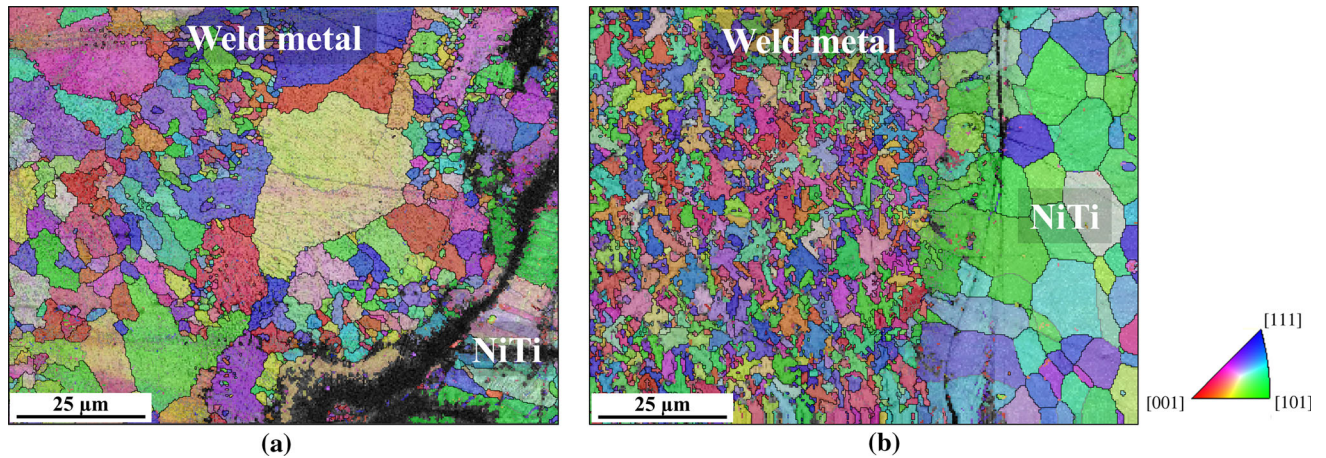 Weld metal
NiTi
25 μm
(a)
Weld metal
NiTi
25 μm
(b)
[111]
[001]
[101]